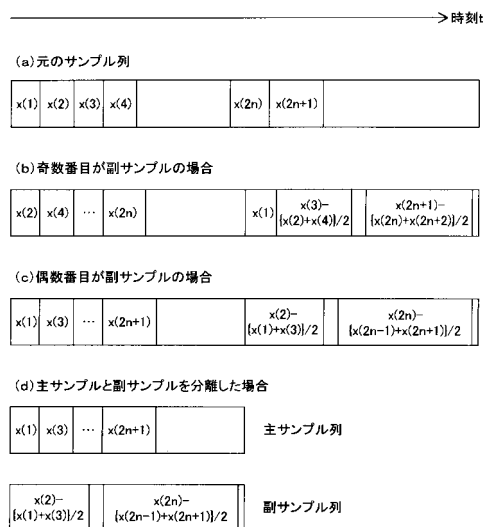 時刻t
(a)元のサンプル列
x(1) x(2) x(3) x(4) x(2n) x(2n+1)
(b)奇数番目が副サンプルの場合
x(2) x(4) … x(2n) x(1) x(3)− {x(2)+x(4)}/2 x(2n+1)− {x(2n)+x(2n+2)}/2
(c)偶数番目が副サンプルの場合
x(1) x(3) … x(2n+1) x(2)− {x(1)+x(3)}/2 x(2n)− {x(2n-1)+x(2n+1)}/2
(d)主サンプルと副サンプルを分離した場合
x(1) x(3) … x(2n+1) 主サンプル列
x(2)− {x(1)+x(3)}/2 x(2n)− {x(2n-1)+x(2n+1)}/2 副サンプル列